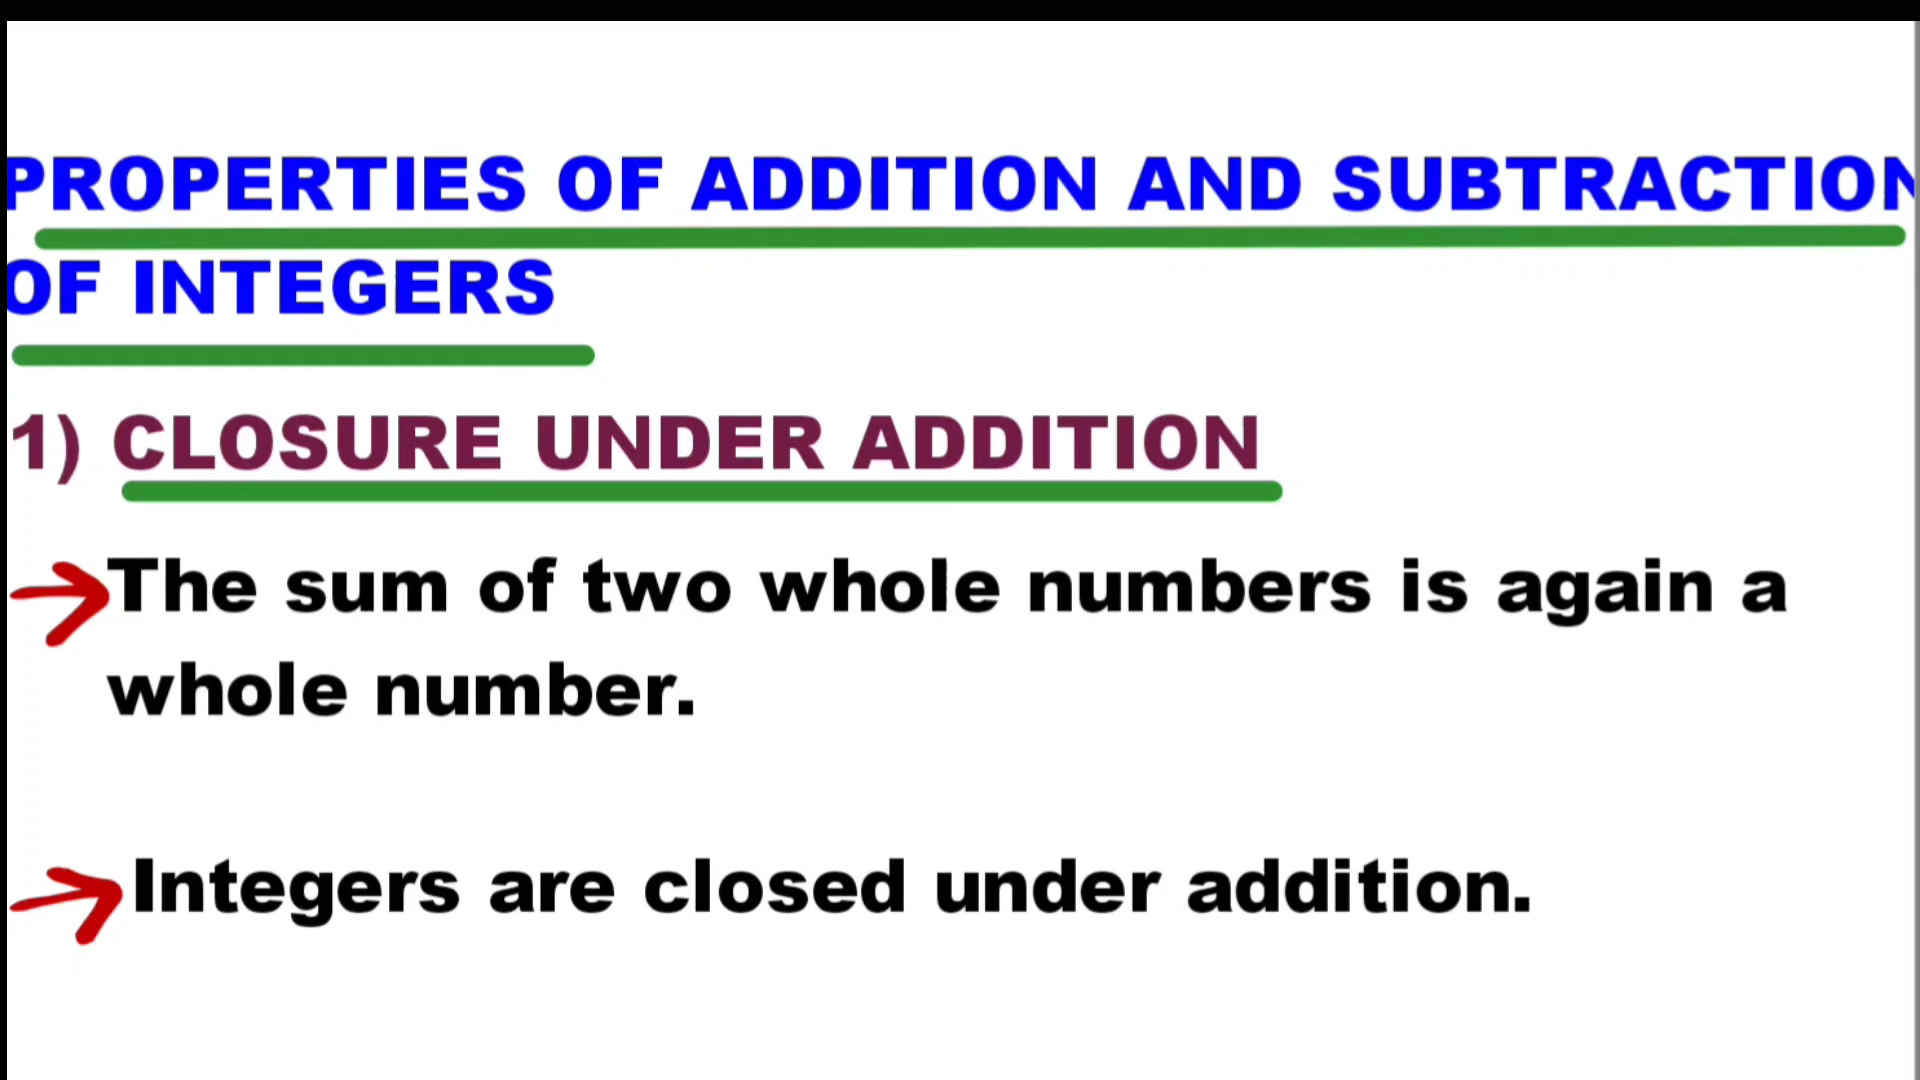 PROPERTIES OF ADDITION AND SUBTRACTION
OF INTEGERS
1) CLOSURE UNDER ADDITION
The sum of two whole numbers is again a
whole number.
Integers are closed under addition.